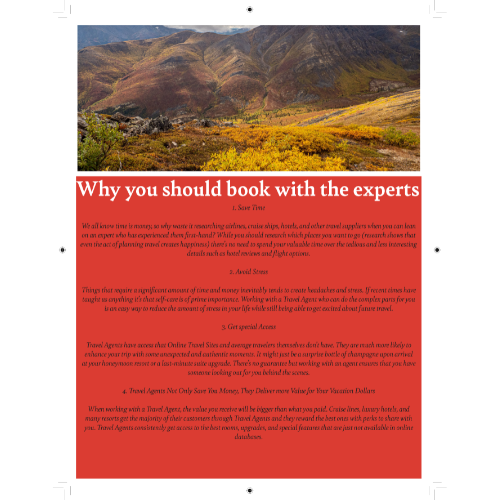 Why you should book with the experts
1. Save Time
We all know time is money, so why waste it researching airlines, cruise ships, hotels, and other travel suppliers when you can lean
on an expert who has experienced them first-hand? While you should research which places you want to go (research shows that
even the act of planning travel creates happiness) there's no need to spend your valuable time over the tedious and less interesting
details such as hotel reviews and flight options.
2. Avoid Stress
Things that require a significant amount of time and money inevitably tends to create headaches and stress. If recent times have
taught us anything it's that self-care is of prime importance. Working with a Travel Agent who can do the complex parts for you
is an easy way to reduce the amount of stress in your life while still being able to get excited about future travel.
3. Get special Access
Travel Agents have access that Online Travel Sites and average travelers themselves don't have. They are much more likely to
enhance your trip with some unexpected and authentic moments. It might just be a surprise bottle of champagne upon arrival
at your honeymoon resort or a last-minute suite upgrade. There's no guarantee but working with an agent ensures that you have
someone looking out for you behind the scenes.
4. Travel Agents Not Only Save You Money, They Deliver more Value for Your Vacation Dollars
When working with a Travel Agent, the value you receive will be bigger than what you paid. Cruise lines, luxury hotels, and
many resorts get the majority of their customers through Travel Agents and they reward the best ones with perks to share with
you. Travel Agents consistently get access to the best rooms, upgrades, and special features that are just not available in online
databases.